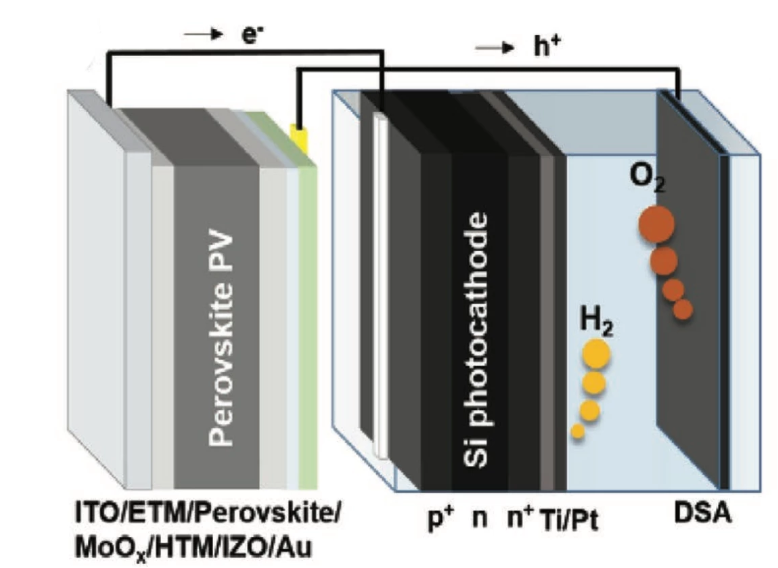 → e-
→ h+
O2
H2
Perovskite PV
Si photocathode
ITO/ETM/Perovskite/
MoOx/HTM/IZO/Au
p+ n n+ Ti/Pt
DSA